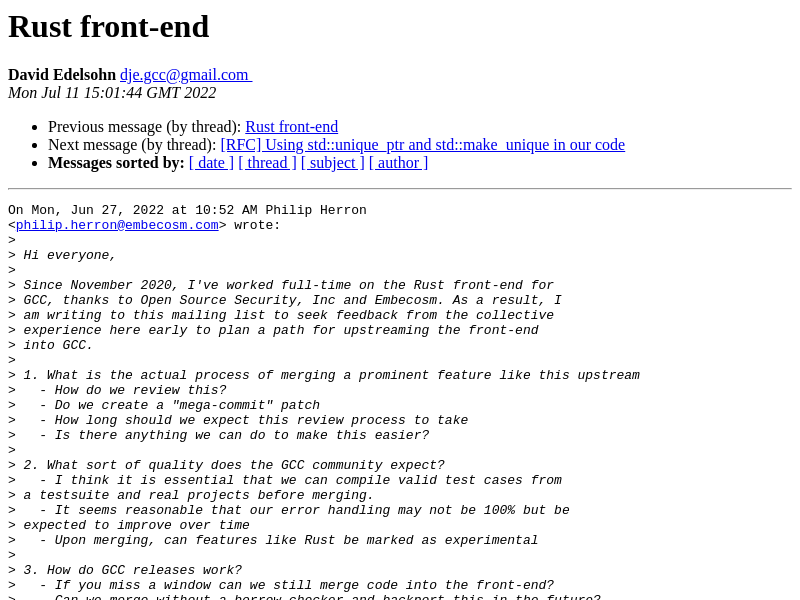 Rust front-end
David Edelsohn dje.gcc@gmail.com
Mon Jul 11 15:01:44 GMT 2022
Previous message (by thread): Rust front-end
Next message (by thread): [RFC] Using std::unique_ptr and std::make_unique in our code
Messages sorted by: [ date ] [ thread ] [ subject ] [ author ]
On Mon, Jun 27, 2022 at 10:52 AM Philip Herron
<philip.herron@embecosm.com> wrote:
>
> Hi everyone,
>
> Since November 2020, I've worked full-time on the Rust front-end for
> GCC, thanks to Open Source Security, Inc and Embecosm. As a result, I
> am writing to this mailing list to seek feedback from the collective
> experience here early to plan a path for upstreaming the front-end
> into GCC.
>
> 1. What is the actual process of merging a prominent feature like this upstream
>   - How do we review this?
>   - Do we create a "mega-commit" patch
>   - How long should we expect this review process to take
>   - Is there anything we can do to make this easier?
>
> 2. What sort of quality does the GCC community expect?
>   - I think it is essential that we can compile valid test cases from
> a testsuite and real projects before merging.
>   - It seems reasonable that our error handling may not be 100% but be
> expected to improve over time
>   - Upon merging, can features like Rust be marked as experimental
>
> 3. How do GCC releases work?
>   - If you miss a window can we still merge code into the front-end?
>   - Can we merge without a borrow checker and backport this in the future?